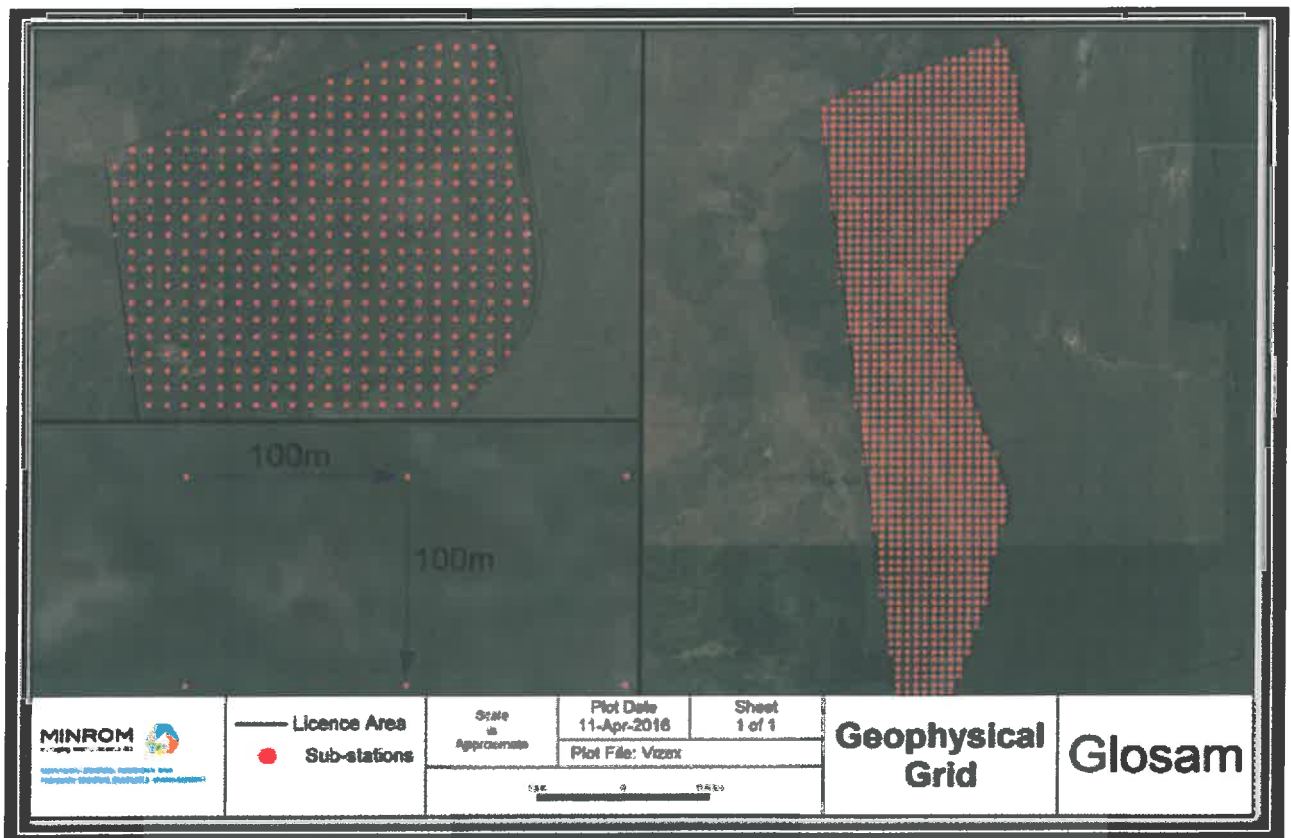 100m
100m
MINROM
Licence Area
Sub-stations
Scale
is
Approximate
Plot Date
11-Apr-2016
Sheet
1 of 1
Plot File: Vizex
0
Geophysical
Grid
Glosam